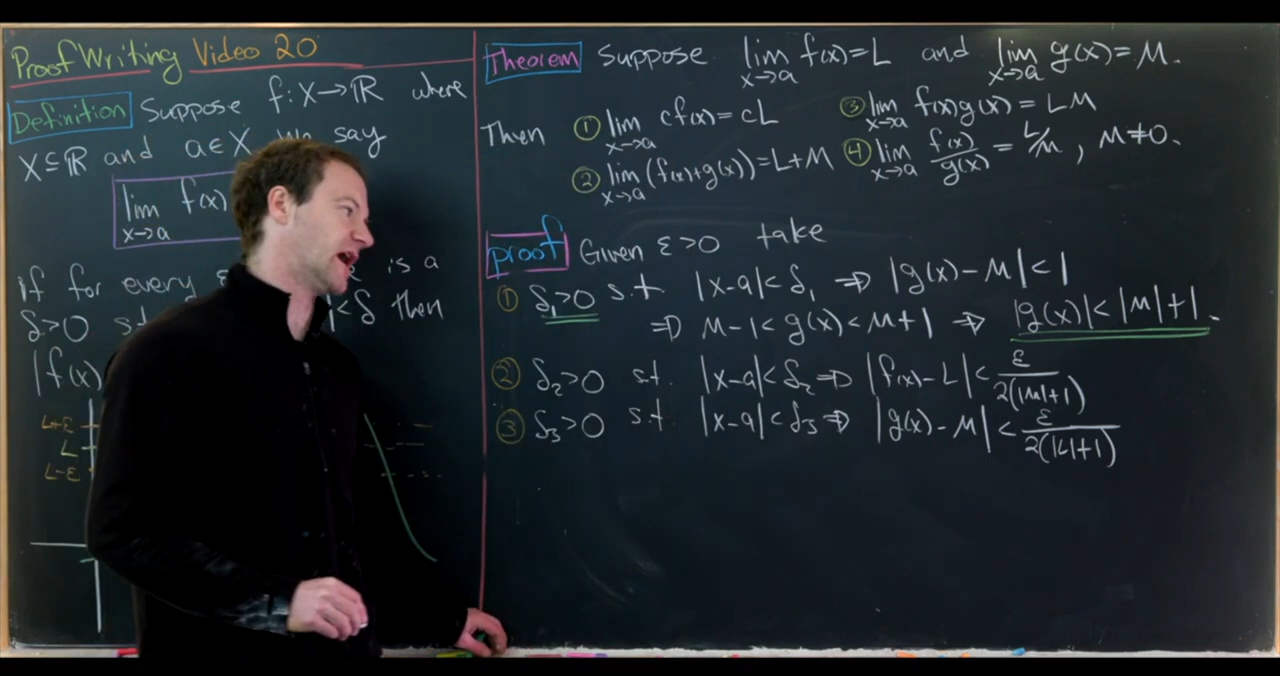 Proof Writing Video 20
Definition Suppose f: X → ℝ where
X ⊆ ℝ and a ∈ X We say
lim f(x)
x→a
if for every is a
δ>0 <δ then
|f(x)
L+ε
L
L-ε
Theorem Suppose lim f(x) = L and lim g(x) = M.
x→a x→a
Then ① lim cf(x) = cL ③ lim f(x)g(x) = LM
x→a x→a
② lim (f(x)+g(x)) = L+M ④ lim f(x)/g(x) = L/M, M≠0.
x→a x→a
proof Given ε>0 take
① δ₁>0 s.t. |x-a|<δ₁ ⇒ |g(x)-M|<1
⇒ M-1<g(x)<M+1 ⇒ |g(x)|<|M|+1.
② δ₂>0 s.t. |x-a|<δ₂ ⇒ |f(x)-L|< ε/2(|M|+1)
③ δ₃>0 s.t. |x-a|<δ₃ ⇒ |g(x)-M|< ε/2(|L|+1)